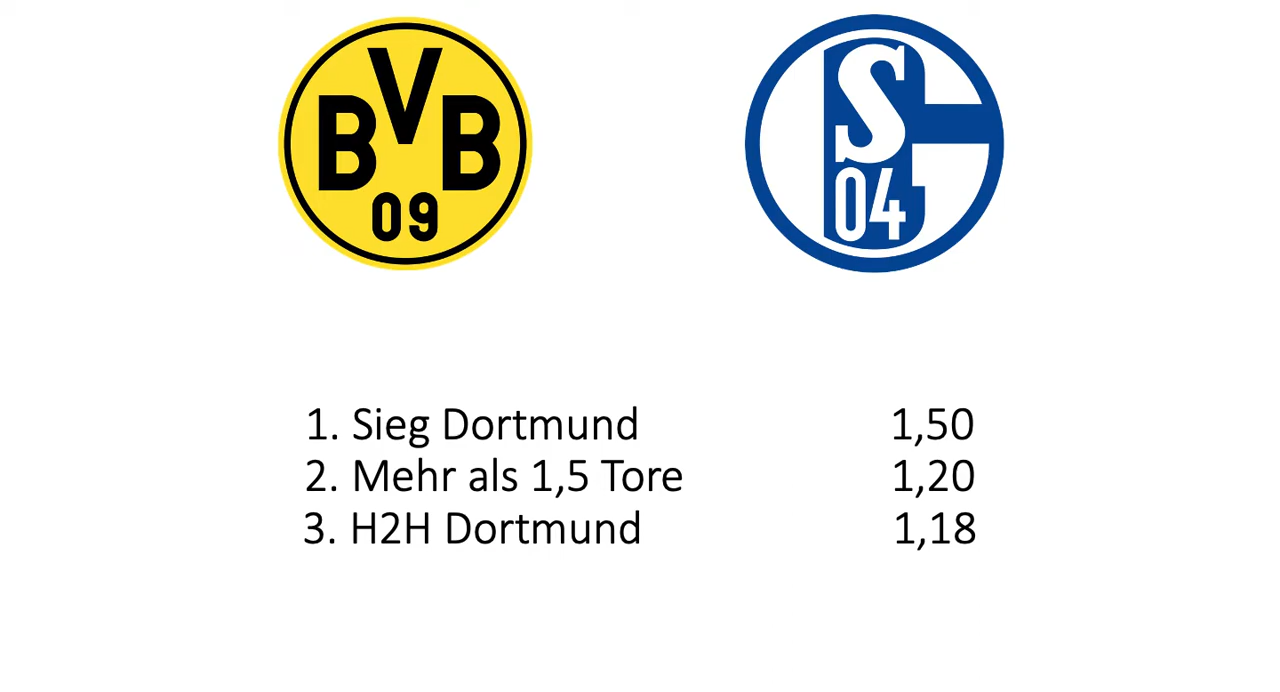 BVB
09
S
04
1. Sieg Dortmund 1,50
2. Mehr als 1,5 Tore 1,20
3. H2H Dortmund 1,18